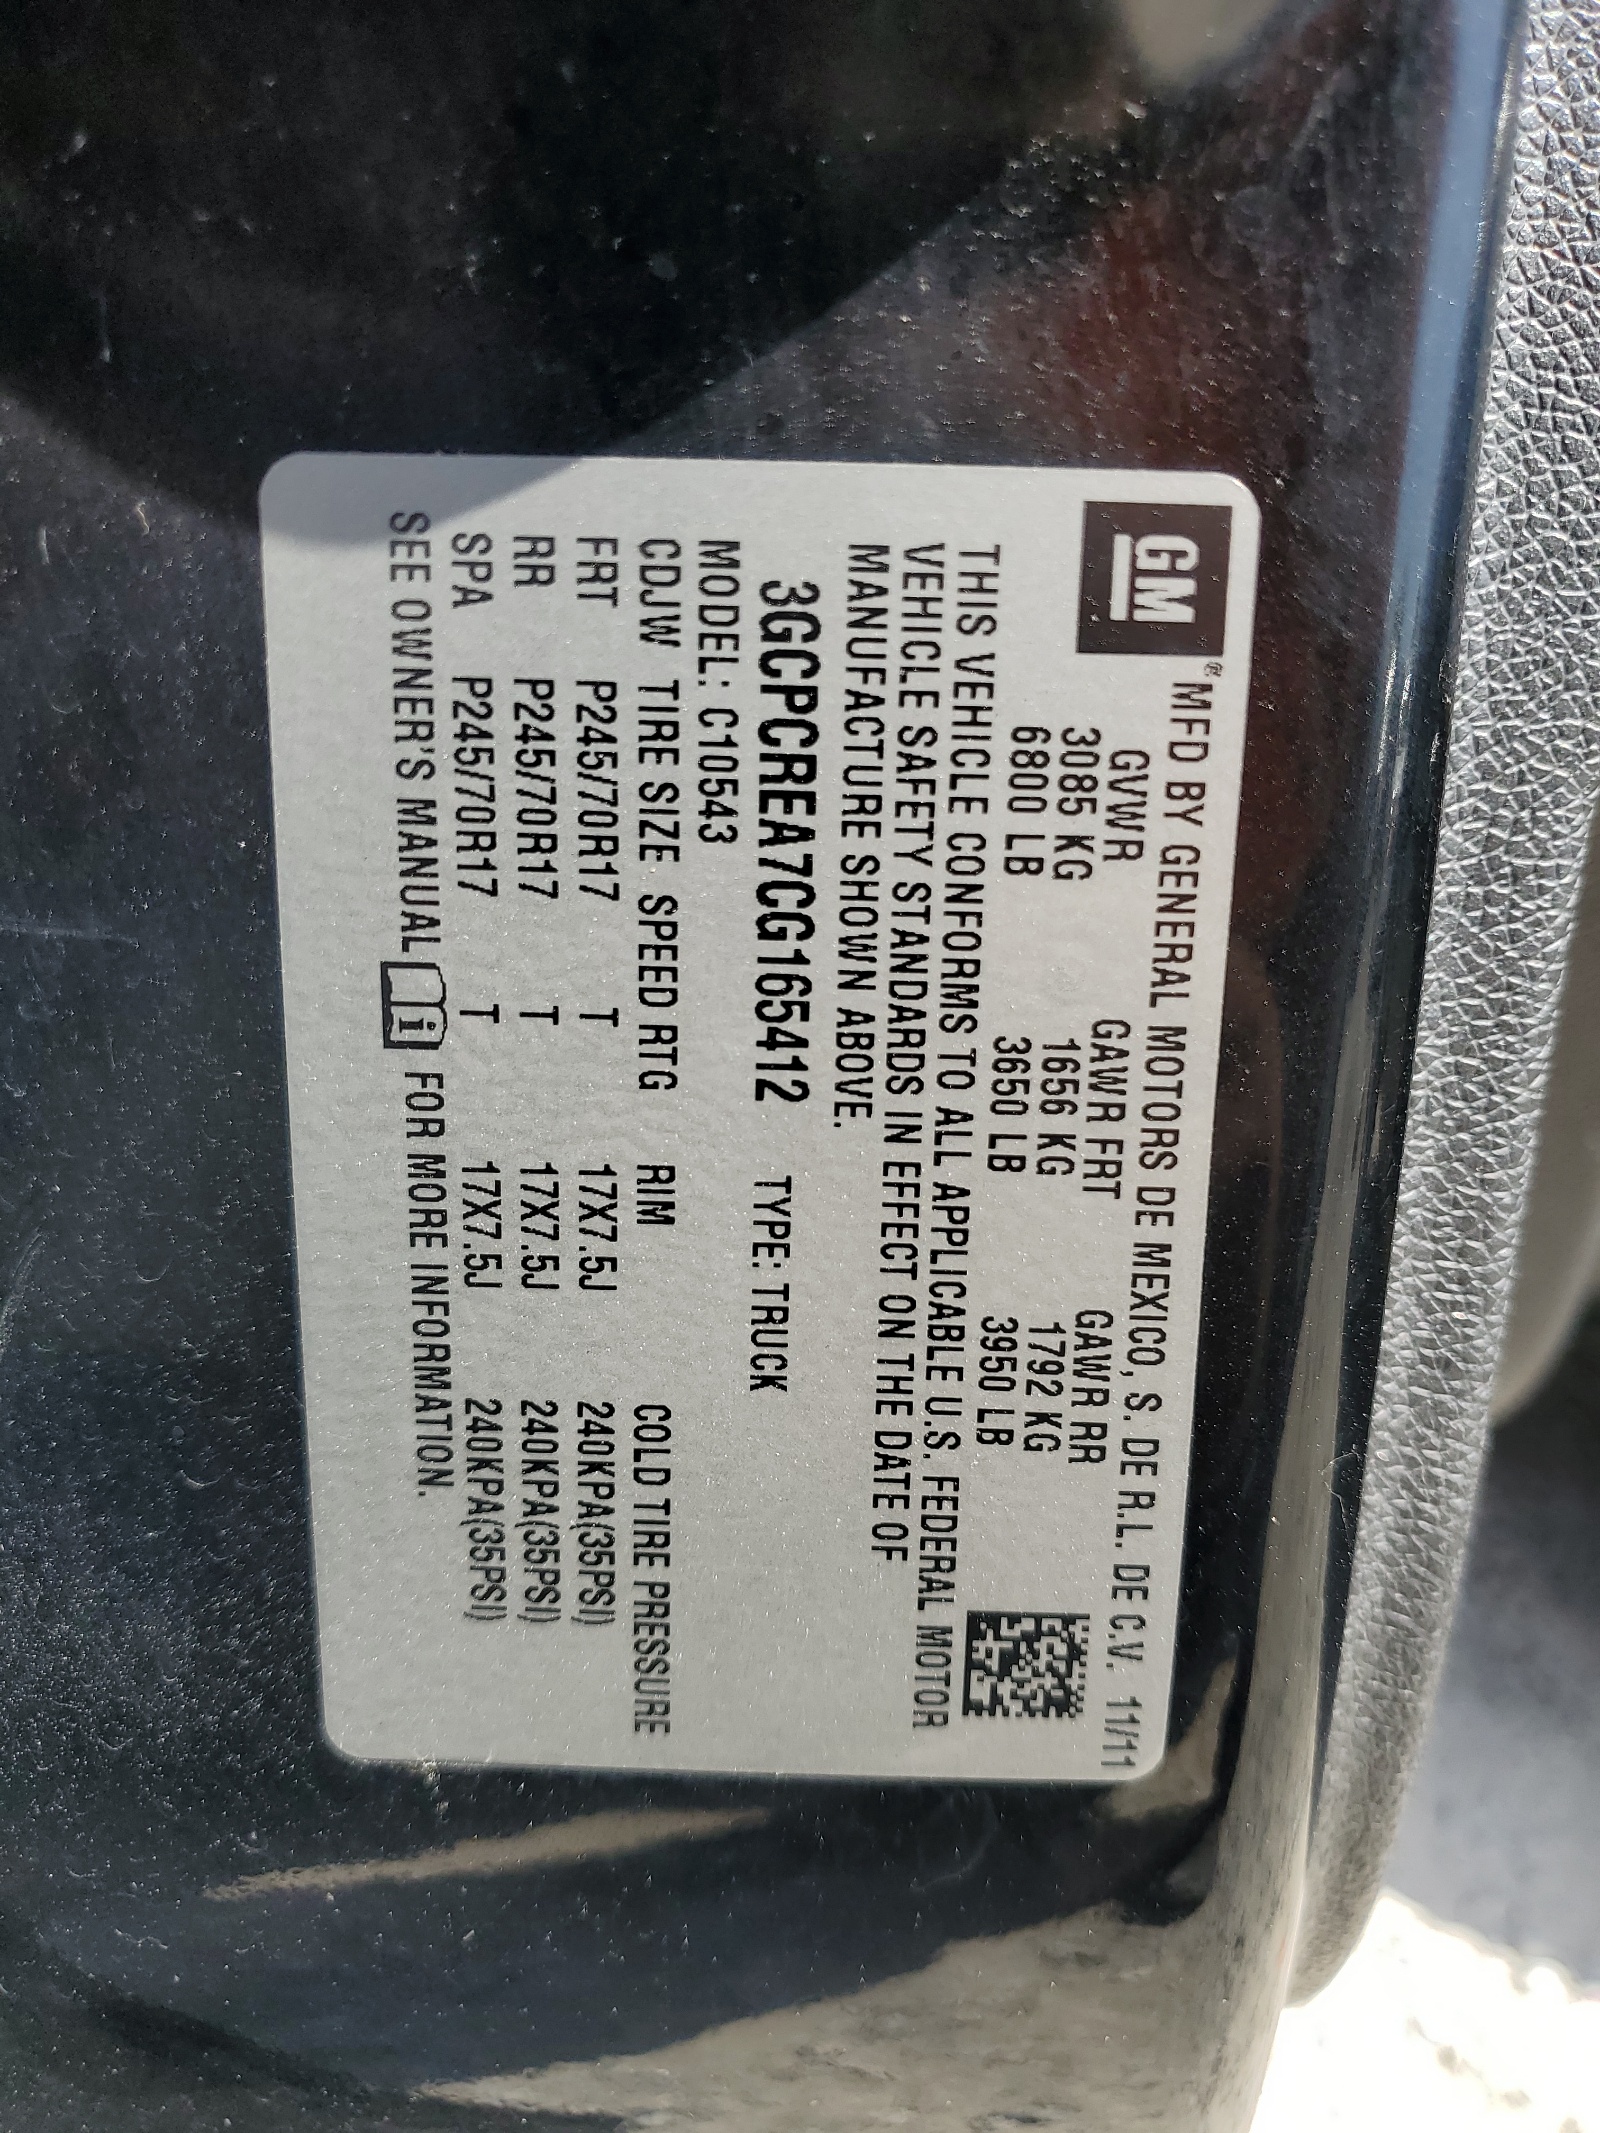 GM® MFD BY GENERAL MOTORS DE MEXICO, S. DE R.L. DE C.V. 11/11
GVWR GAWR FRT GAWR RR
3085 KG 1656 KG 1792 KG
6800 LB 3650 LB 3950 LB
THIS VEHICLE CONFORMS TO ALL APPLICABLE U.S. FEDERAL MOTOR
VEHICLE SAFETY STANDARDS IN EFFECT ON THE DATE OF
MANUFACTURE SHOWN ABOVE.
3GCPCREA7CG165412 TYPE: TRUCK
MODEL: C10543
CDJW TIRE SIZE SPEED RTG RIM COLD TIRE PRESSURE
FRT P245/70R17 T 17X7.5J 240KPA(35PSI)
RR P245/70R17 T 17X7.5J 240KPA(35PSI)
SPA P245/70R17 T 17X7.5J 240KPA(35PSI)
SEE OWNER'S MANUAL i FOR MORE INFORMATION.